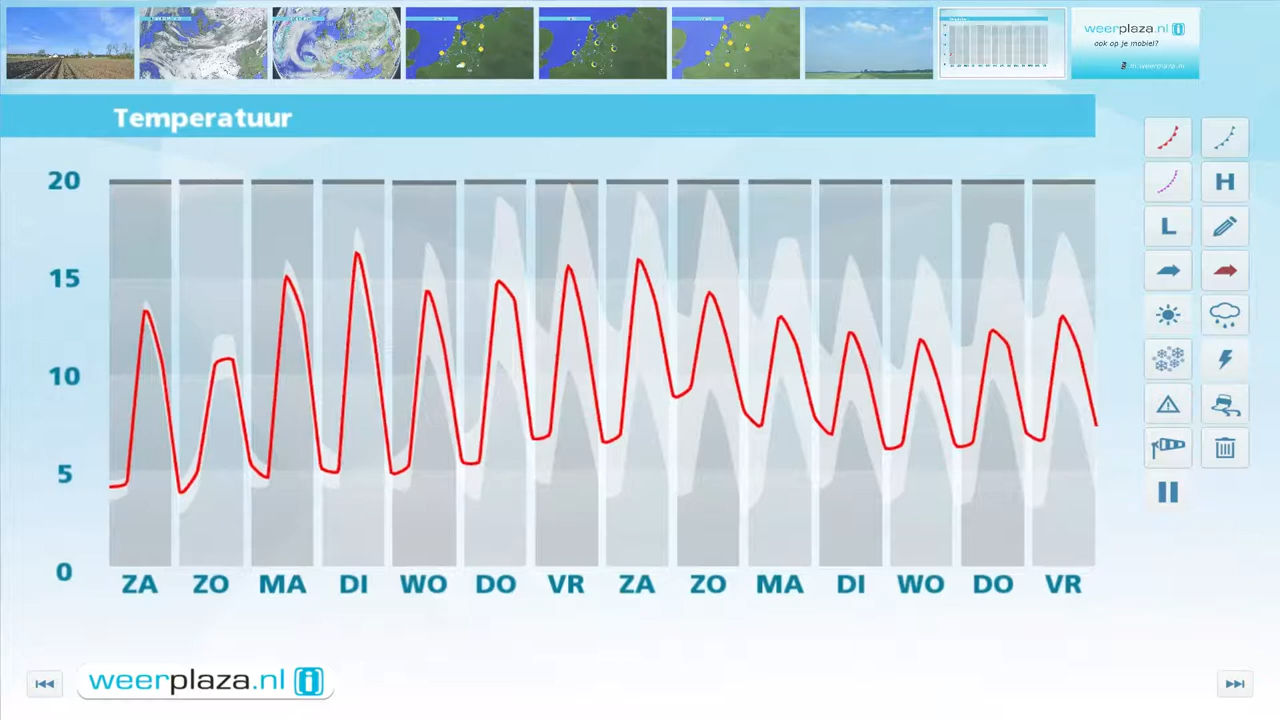 weerplaza.nl
ook op je mobiel?
Temperatuur
20
15
10
5
0
ZA ZO MA DI WO DO VR ZA ZO MA DI WO DO VR
H
L
weerplaza.nl